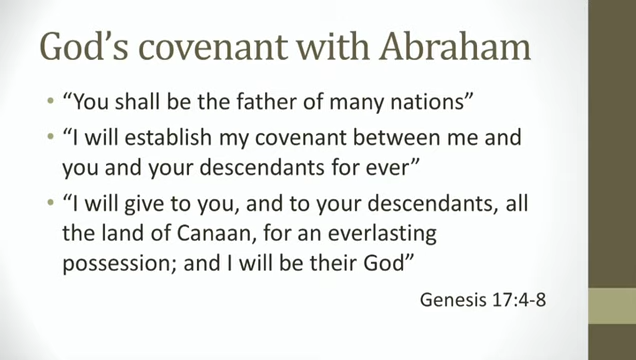 God's covenant with Abraham
• “You shall be the father of many nations”
• “I will establish my covenant between me and
you and your descendants for ever”
• “I will give to you, and to your descendants, all
the land of Canaan, for an everlasting
possession; and I will be their God”
Genesis 17:4-8